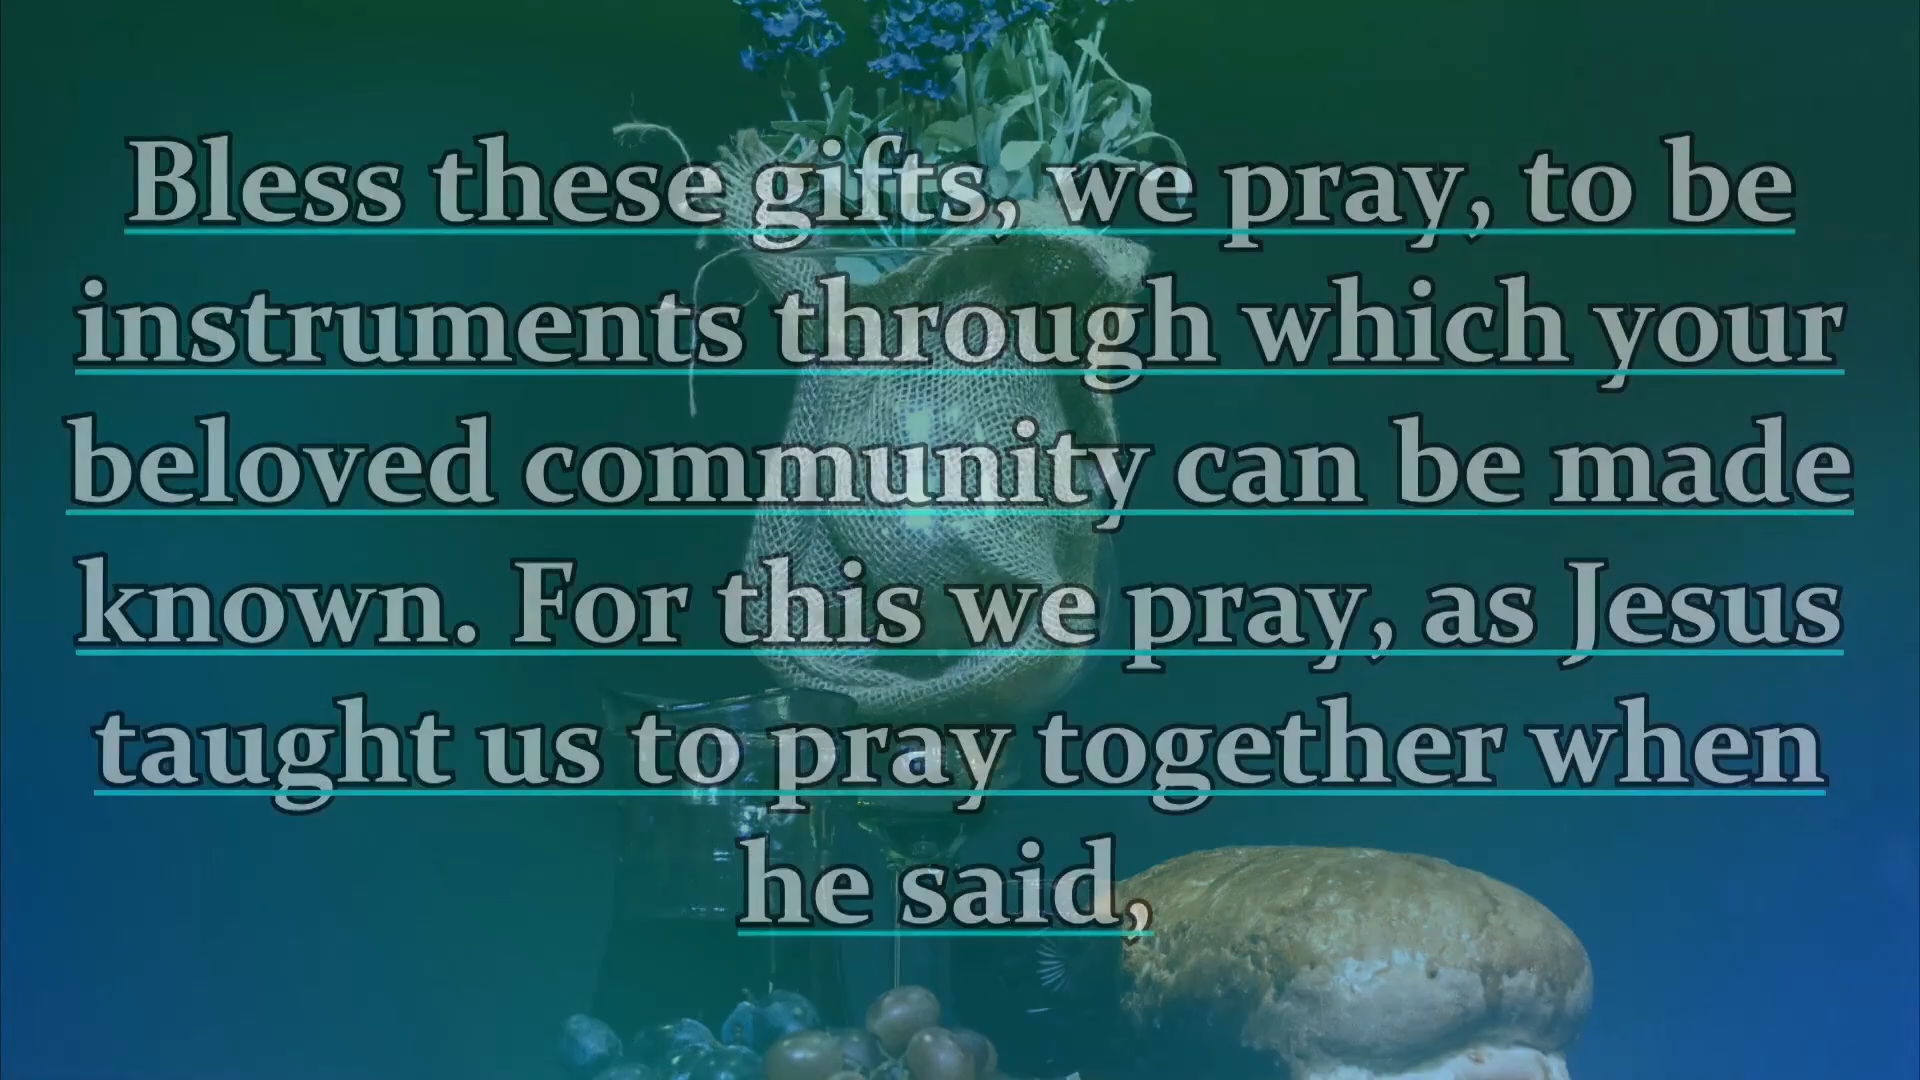 Bless these gifts, we pray, to be
instruments through which your
beloved community can be made
known. For this we pray, as Jesus
taught us to pray together when
he said,